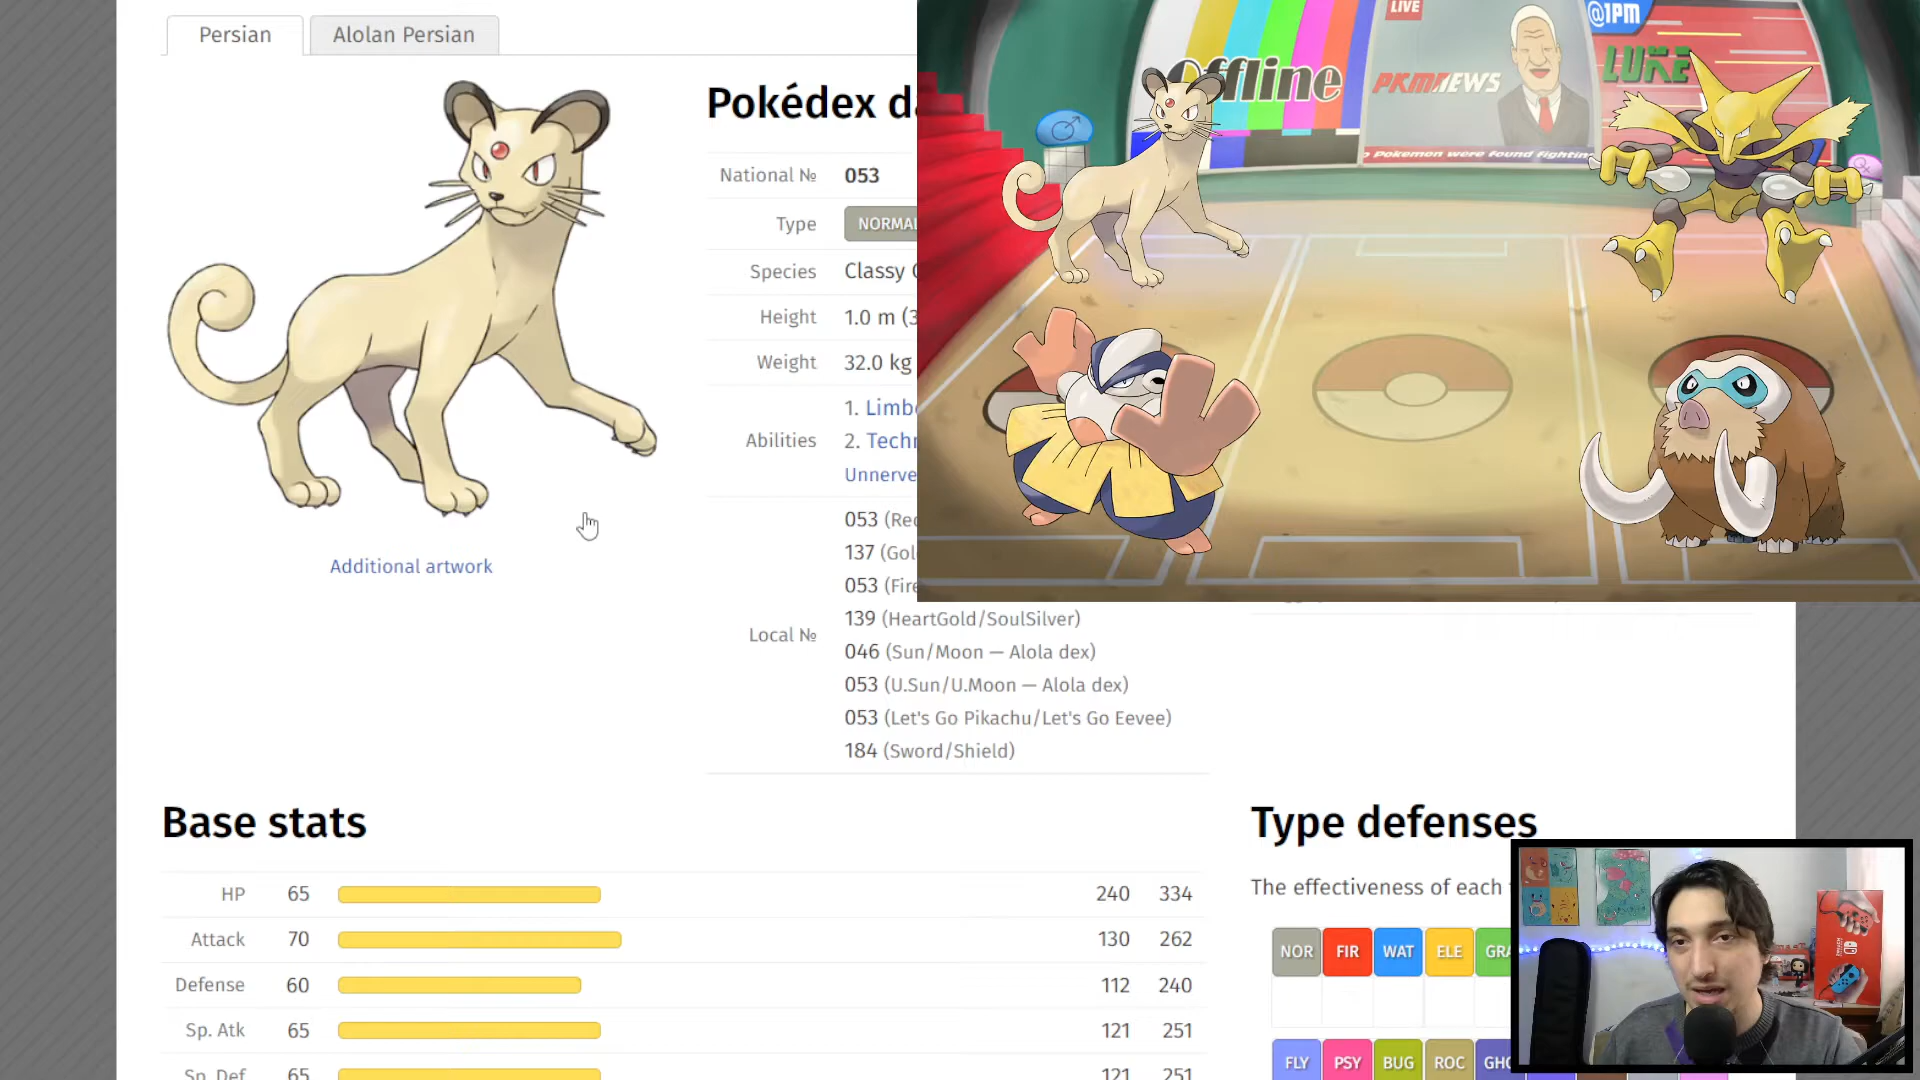 Persian
Alolan Persian
Pokédex d
National № 053
Type NORMAL
Species Classy
Height 1.0 m (3
Weight 32.0 kg
Abilities
1. Limb
2. Techn
Unnerve
Local №
053 (Red
137 (Gol
053 (Fire
139 (HeartGold/SoulSilver)
046 (Sun/Moon — Alola dex)
053 (U.Sun/U.Moon — Alola dex)
053 (Let's Go Pikachu/Let's Go Eevee)
184 (Sword/Shield)
Additional artwork
Offline
LIVE
PKMNEWS
o Pokemon were found fighting
@1PM
LUKE
Base stats
HP 65 240 334
Attack 70 130 262
Defense 60 112 240
Sp. Atk 65 121 251
Sp. Def 65 121 251
Type defenses
The effectiveness of each
NOR FIR WAT ELE GRA
FLY PSY BUG ROC GHO